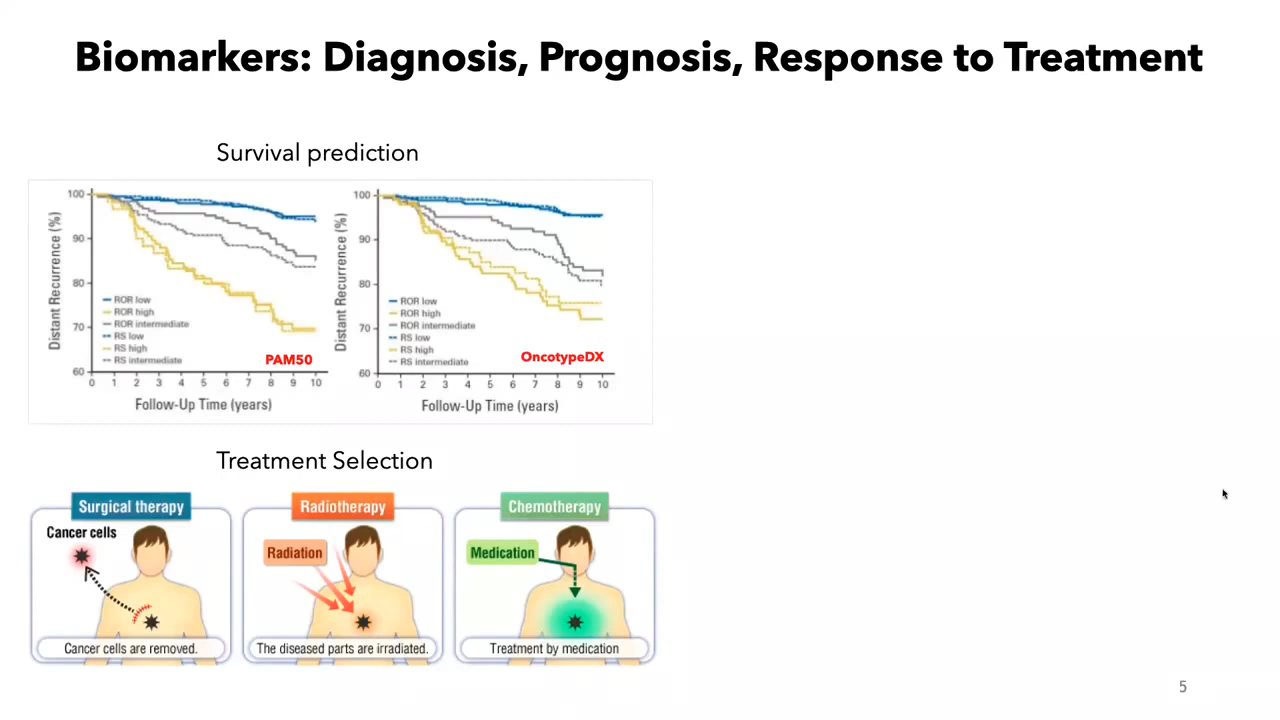 Biomarkers: Diagnosis, Prognosis, Response to Treatment
Survival prediction
Distant Recurrence (%)
100
90
80
70
60
ROR low
ROR high
ROR intermediate
RS low
RS high
RS intermediate
PAM50
0 1 2 3 4 5 6 7 8 9 10
Follow-Up Time (years)
Distant Recurrence (%)
100
90
80
70
60
ROR low
ROR high
ROR intermediate
RS low
RS high
RS intermediate
OncotypeDX
0 1 2 3 4 5 6 7 8 9 10
Follow-Up Time (years)
Treatment Selection
Surgical therapy
Cancer cells
Cancer cells are removed.
Radiotherapy
Radiation
The diseased parts are irradiated.
Chemotherapy
Medication
Treatment by medication
5